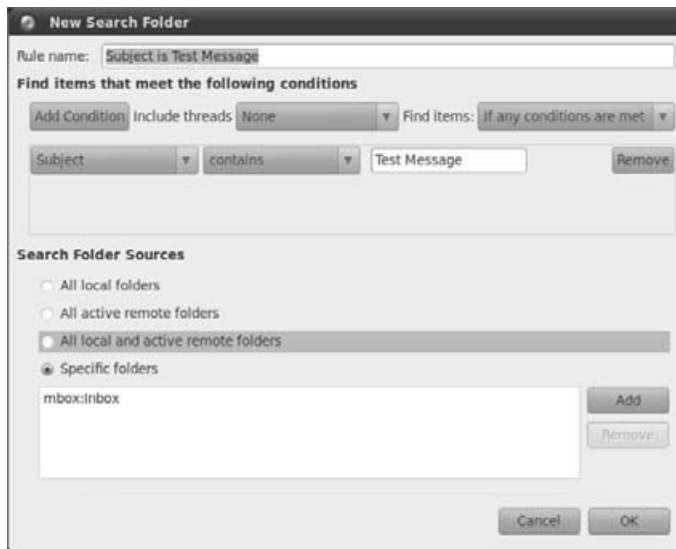 New Search Folder
Rule name: Subject is Test Message
Find items that meet the following conditions
Add Condition Include threads None Find items: If any conditions are met
Subject contains Test Message Remove
Search Folder Sources
All local folders
All active remote folders
All local and active remote folders
Specific folders
mbox:Inbox
Add
Remove
Cancel OK